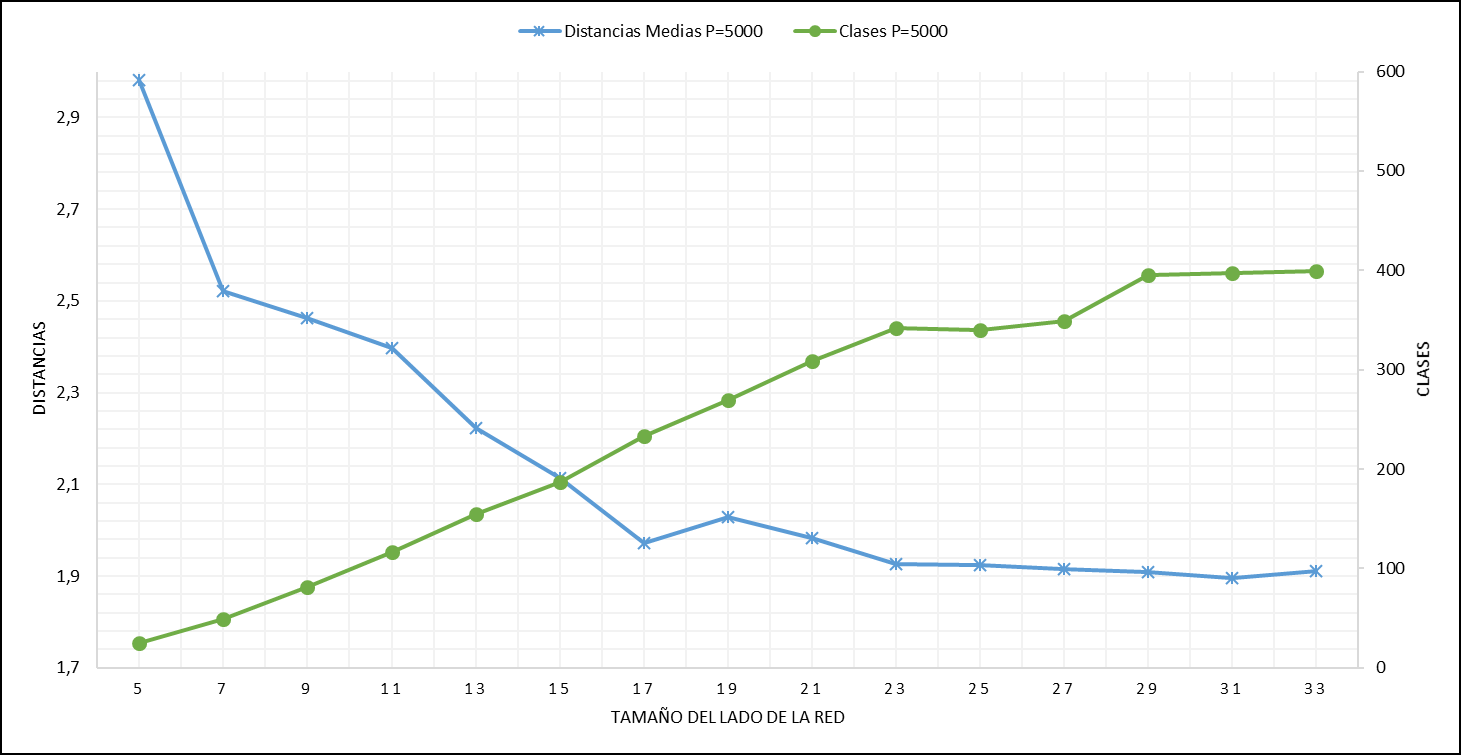 Distancias Medias P=5000 Clases P=5000
600
2,9
500
2,7
400
2,5
DISTANCIAS
300
CLASES
2,3
200
2,1
1,9
100
1,7
0
5 7 9 11 13 15 17 19 21 23 25 27 29 31 33
TAMAÑO DEL LADO DE LA RED